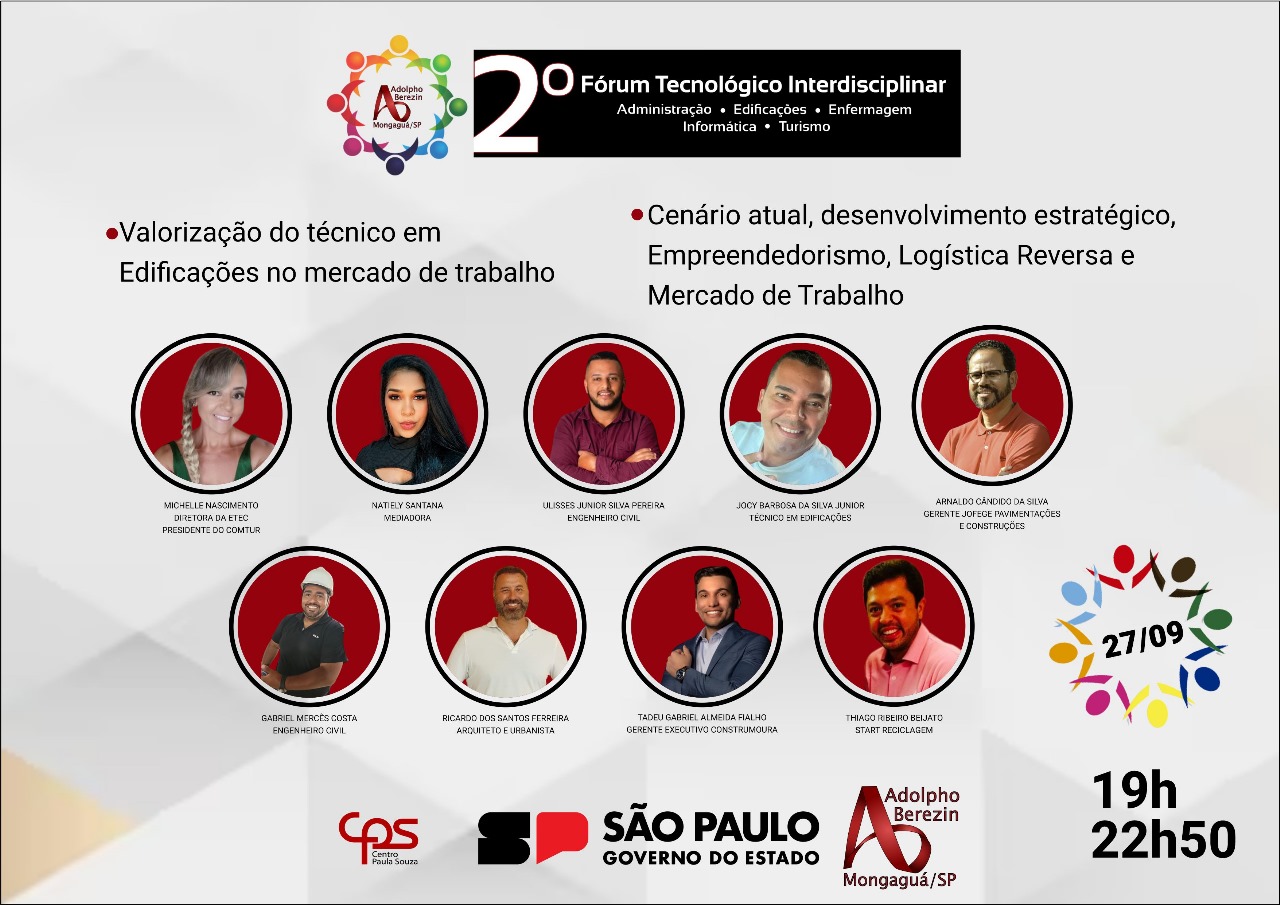 Adolpho
Berezin
Mongaguá/SP
2º Fórum Tecnológico Interdisciplinar
Administração • Edificações • Enfermagem
Informática • Turismo
•Valorização do técnico em
Edificações no mercado de trabalho
•Cenário atual, desenvolvimento estratégico,
Empreendedorismo, Logística Reversa e
Mercado de Trabalho
MICHELLE NASCIMENTO
DIRETORA DA ETEC
PRESIDENTE DO COMTUR
NATIELY SANTANA
MEDIADORA
ULISSES JUNIOR SILVA PEREIRA
ENGENHEIRO CIVIL
JOCY BARBOSA DA SILVA JUNIOR
TÉCNICO EM EDIFICAÇÕES
ARNALDO CÂNDIDO DA SILVA
GERENTE JOFEGE PAVIMENTAÇÕES
E CONSTRUÇÕES
GABRIEL MERCÊS COSTA
ENGENHEIRO CIVIL
RICARDO DOS SANTOS FERREIRA
ARQUITETO E URBANISTA
TADEU GABRIEL ALMEIDA FIALHO
GERENTE EXECUTIVO CONSTRUMOURA
THIAGO RIBEIRO BEIJATO
START RECICLAGEM
27/09
19h
22h50
cps
Centro
Paula Souza
SP
SÃO PAULO
GOVERNO DO ESTADO
Adolpho
Berezin
Mongaguá/SP